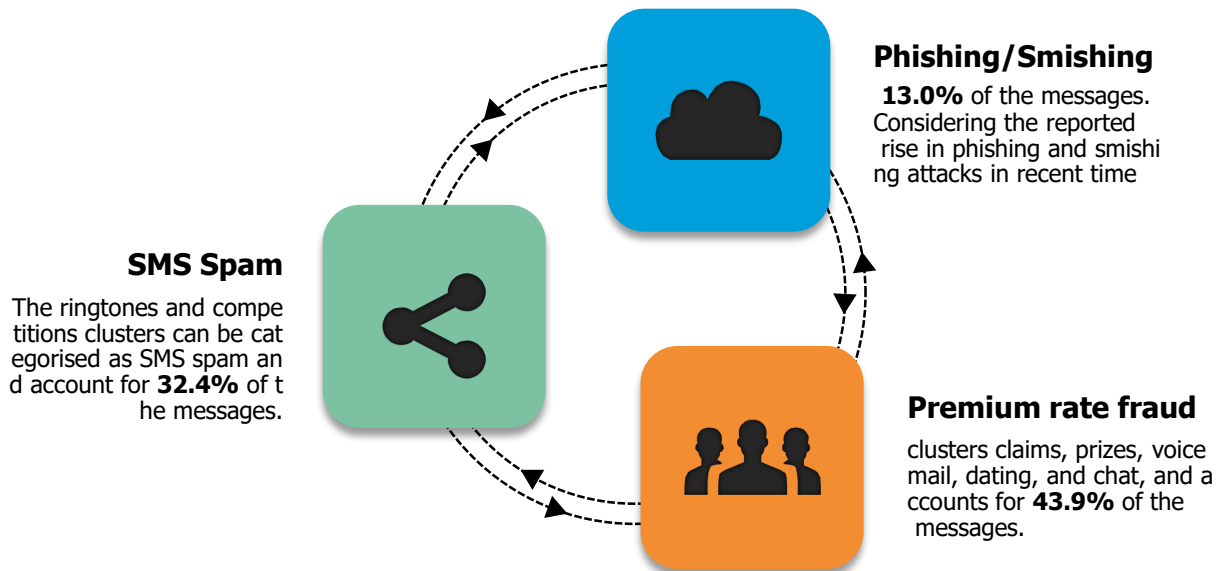 Phishing/Smishing
13.0% of the messages.
Considering the reported
rise in phishing and smishi
ng attacks in recent time
SMS Spam
The ringtones and compe
titions clusters can be cat
egorised as SMS spam an
d account for 32.4% of t
he messages.
Premium rate fraud
clusters claims, prizes, voice
mail, dating, and chat, and a
ccounts for 43.9% of the
messages.